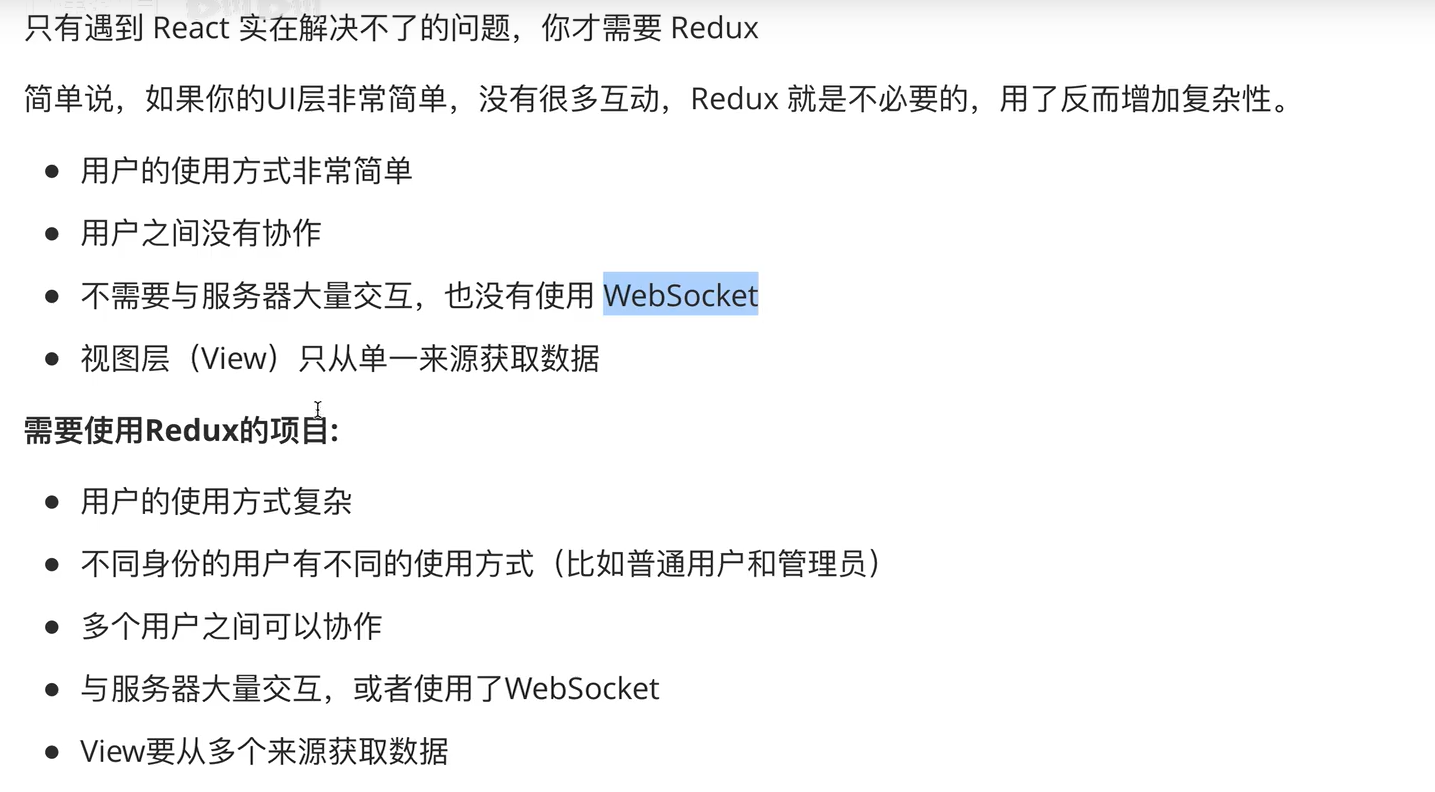 只有遇到 React 实在解决不了的问题，你才需要 Redux
简单说，如果你的UI层非常简单，没有很多互动，Redux 就是不必要的，用了反而增加复杂性。
● 用户的使用方式非常简单
● 用户之间没有协作
● 不需要与服务器大量交互，也没有使用 WebSocket
● 视图层（View）只从单一来源获取数据
需要使用Redux的项目:
● 用户的使用方式复杂
● 不同身份的用户有不同的使用方式（比如普通用户和管理员）
● 多个用户之间可以协作
● 与服务器大量交互，或者使用了WebSocket
● View要从多个来源获取数据